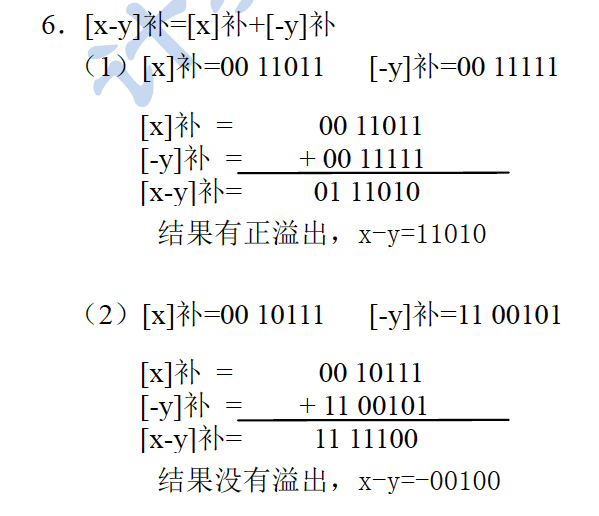 6. [x-y]补=[x]补+[-y]补
（1）[x]补=00 11011 [-y]补=00 11111
[x]补 = 00 11011
[-y]补 = + 00 11111
[x-y]补= 01 11010
结果有正溢出，x-y=11010
（2）[x]补=00 10111 [-y]补=11 00101
[x]补 = 00 10111
[-y]补 = + 11 00101
[x-y]补= 11 11100
结果没有溢出，x-y=-00100